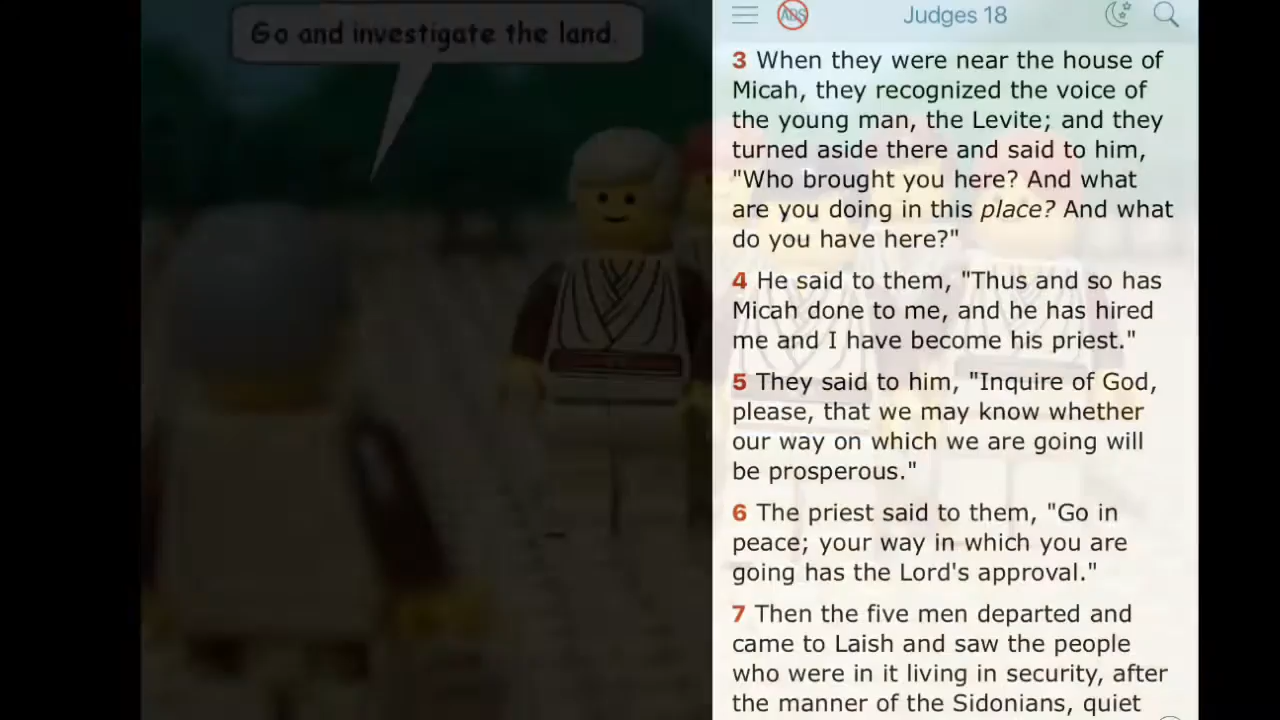 Go and investigate the land.
ADS
Judges 18
3 When they were near the house of
Micah, they recognized the voice of
the young man, the Levite; and they
turned aside there and said to him,
"Who brought you here? And what
are you doing in this place? And what
do you have here?"
4 He said to them, "Thus and so has
Micah done to me, and he has hired
me and I have become his priest."
5 They said to him, "Inquire of God,
please, that we may know whether
our way on which we are going will
be prosperous."
6 The priest said to them, "Go in
peace; your way in which you are
going has the Lord's approval."
7 Then the five men departed and
came to Laish and saw the people
who were in it living in security, after
the manner of the Sidonians, quiet